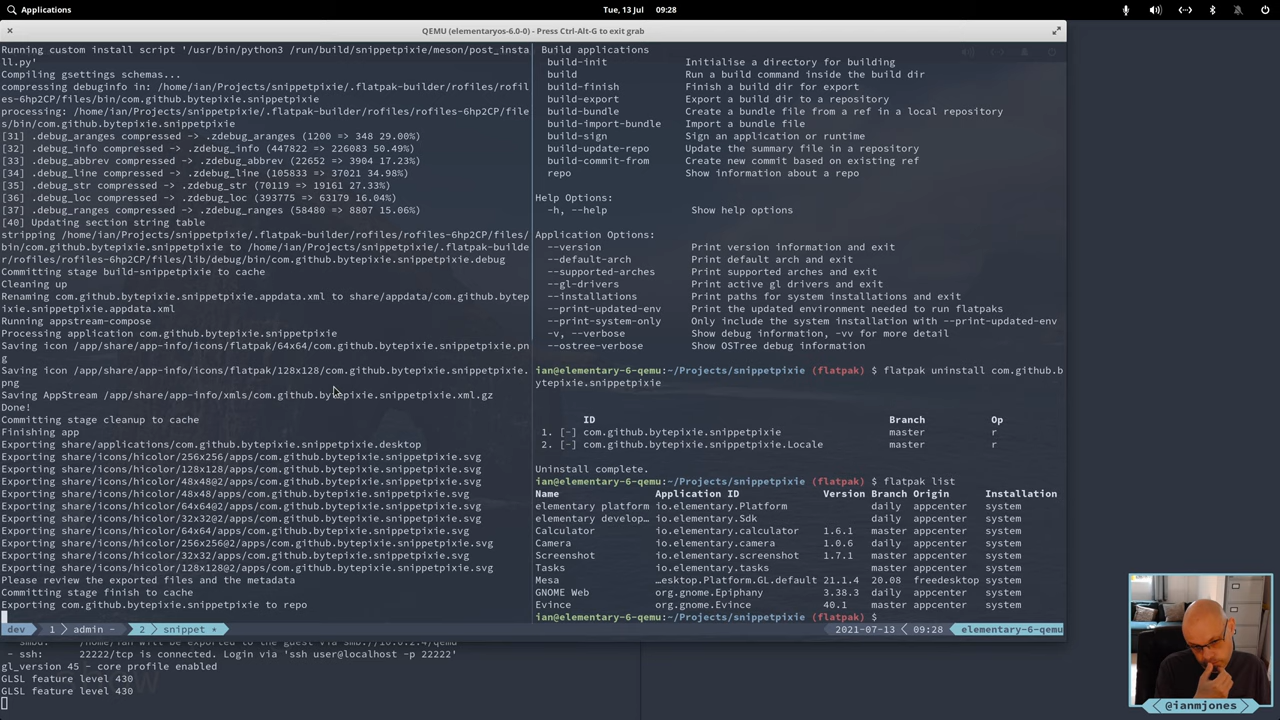 Applications
Tue, 13 Jul 09:28
QEMU (elementaryos-6.0-0) - Press Ctrl-Alt-G to exit grab
Running custom install script '/usr/bin/python3 /run/build/snippetpixie/meson/post_insta
ll.py'
Compiling gsettings schemas...
compressing debuginfo in: /home/ian/Projects/snippetpixie/.flatpak-builder/rofiles/rofil
es-6hp2CP/files/bin/com.github.bytepixie.snippetpixie
processing: /home/ian/Projects/snippetpixie/.flatpak-builder/rofiles/rofiles-6hp2CP/file
s/bin/com.github.bytepixie.snippetpixie
[31] .debug_aranges compressed -> .zdebug_aranges (1200 => 348 29.00%)
[32] .debug_info compressed -> .zdebug_info (447822 => 226083 50.49%)
[33] .debug_abbrev compressed -> .zdebug_abbrev (22652 => 3904 17.23%)
[34] .debug_line compressed -> .zdebug_line (105833 => 37021 34.98%)
[35] .debug_str compressed -> .zdebug_str (70119 => 19161 27.33%)
[36] .debug_loc compressed -> .zdebug_loc (393775 => 63179 16.04%)
[37] .debug_ranges compressed -> .zdebug_ranges (58480 => 8807 15.06%)
[40] Updating section string table
stripping /home/ian/Projects/snippetpixie/.flatpak-builder/rofiles/rofiles-6hp2CP/files/
bin/com.github.bytepixie.snippetpixie to /home/ian/Projects/snippetpixie/.flatpak-builde
r/rofiles/rofiles-6hp2CP/files/lib/debug/bin/com.github.bytepixie.snippetpixie.debug
Committing stage build-snippetpixie to cache
Cleaning up
Renaming com.github.bytepixie.snippetpixie.appdata.xml to share/appdata/com.github.bytep
ixie.snippetpixie.appdata.xml
Running appstream-compose
Processing application com.github.bytepixie.snippetpixie
Saving icon /app/share/app-info/icons/flatpak/64x64/com.github.bytepixie.snippetpixie.pn
g
Saving icon /app/share/app-info/icons/flatpak/128x128/com.github.bytepixie.snippetpixie.
png
Saving AppStream /app/share/app-info/xmls/com.github.bytepixie.snippetpixie.xml.gz
Done!
Committing stage cleanup to cache
Finishing app
Exporting share/applications/com.github.bytepixie.snippetpixie.desktop
Exporting share/icons/hicolor/256x256/apps/com.github.bytepixie.snippetpixie.svg
Exporting share/icons/hicolor/128x128/apps/com.github.bytepixie.snippetpixie.svg
Exporting share/icons/hicolor/48x48@2/apps/com.github.bytepixie.snippetpixie.svg
Exporting share/icons/hicolor/48x48/apps/com.github.bytepixie.snippetpixie.svg
Exporting share/icons/hicolor/64x64@2/apps/com.github.bytepixie.snippetpixie.svg
Exporting share/icons/hicolor/32x32@2/apps/com.github.bytepixie.snippetpixie.svg
Exporting share/icons/hicolor/64x64/apps/com.github.bytepixie.snippetpixie.svg
Exporting share/icons/hicolor/256x256@2/apps/com.github.bytepixie.snippetpixie.svg
Exporting share/icons/hicolor/32x32/apps/com.github.bytepixie.snippetpixie.svg
Exporting share/icons/hicolor/128x128@2/apps/com.github.bytepixie.snippetpixie.svg
Please review the exported files and the metadata
Committing stage finish to cache
Exporting com.github.bytepixie.snippetpixie to repo
Build applications
build-init Initialise a directory for building
build Run a build command inside the build dir
build-finish Finish a build dir for export
build-export Export a build dir to a repository
build-bundle Create a bundle file from a ref in a local repository
build-import-bundle Import a bundle file
build-sign Sign an application or runtime
build-update-repo Update the summary file in a repository
build-commit-from Create new commit based on existing ref
repo Show information about a repo
Help Options:
-h, --help Show help options
Application Options:
--version Print version information and exit
--default-arch Print default arch and exit
--supported-arches Print supported arches and exit
--gl-drivers Print active gl drivers and exit
--installations Print paths for system installations and exit
--print-updated-env Print the updated environment needed to run flatpaks
--print-system-only Only include the system installation with --print-updated-env
-v, --verbose Show debug information, -vv for more detail
--ostree-verbose Show OSTree debug information
ian@elementary-6-qemu:~/Projects/snippetpixie (flatpak) $ flatpak uninstall com.github.b
ytepixie.snippetpixie
ID Branch Op
1. [-] com.github.bytepixie.snippetpixie master r
2. [-] com.github.bytepixie.snippetpixie.Locale master r
Uninstall complete.
ian@elementary-6-qemu:~/Projects/snippetpixie (flatpak) $ flatpak list
Name Application ID Version Branch Origin Installation
elementary platform io.elementary.Platform daily appcenter system
elementary develop… io.elementary.Sdk daily appcenter system
Calculator io.elementary.calculator 1.6.1 master appcenter system
Camera io.elementary.camera 1.0.6 master appcenter system
Screenshot io.elementary.screenshot 1.7.1 master appcenter system
Tasks io.elementary.tasks master appcenter system
Mesa …esktop.Platform.GL.default 21.1.4 20.08 freedesktop system
GNOME Web org.gnome.Epiphany 3.38.3 daily appcenter system
Evince org.gnome.Evince 40.1 master appcenter system
ian@elementary-6-qemu:~/Projects/snippetpixie (flatpak) $
dev 1 admin - 2 snippet * 2021-07-13 09:28 elementary-6-qemu
- ssh: 22222/tcp is connected. Login via 'ssh user@localhost -p 22222'
gl_version 45 - core profile enabled
GLSL feature level 430
GLSL feature level 430
@ianmjones